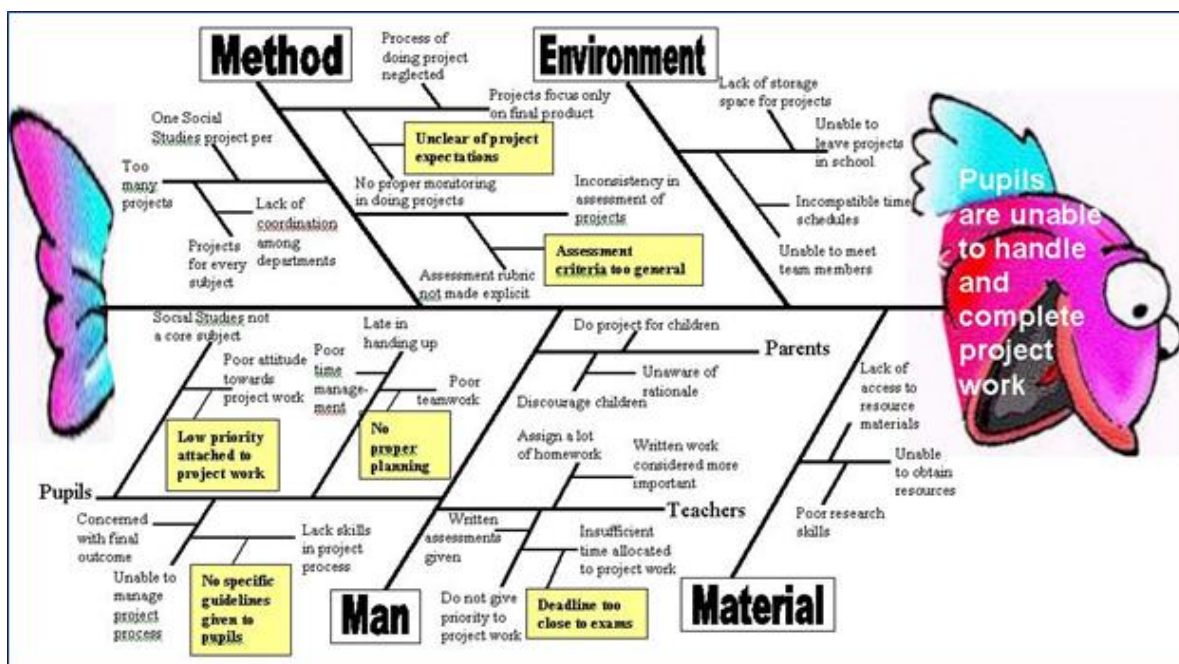 Method
Environment
Process of
doing project
neglected
Projects focus only
on final product
Unclear of project
expectations
No proper monitoring
in doing projects
One Social
Studies project per
Too
many
projects
Lack of
coordination
among
departments
Projects
for every
subject
Inconsistency in
assessment of
projects
Assessment
criteria too general
Assessment rubric
not made explicit
Lack of storage
space for projects
Unable to
leave projects
in school
Incompatible time
schedules
Unable to meet
team members
Pupils
are unable
to handle
and
complete
project
work
Social Studies not
a core subject
Poor attitude
towards
project work
Low priority
attached to
project work
Late in
handing up
Poor
time
manage-
ment
Poor
teamwork
No
proper
planning
Pupils
Concerned
with final
outcome
Unable to
manage
project
process
Lack skills
in project
process
No specific
guidelines
given to
pupils
Do project for children
Parents
Unaware of
rationale
Discourage children
Assign a lot
of homework
Written work
considered more
important
Teachers
Written
assessments
given
Insufficient
time allocated
to project work
Do not give
priority to
project work
Deadline too
close to exams
Man
Lack of
access to
resource
materials
Unable
to obtain
resources
Poor research
skills
Material